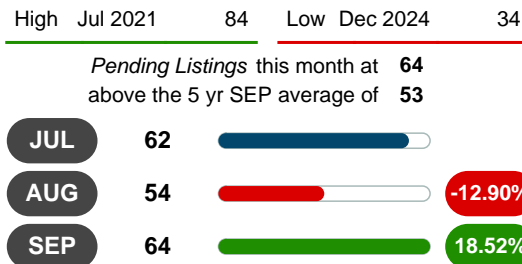 High Jul 2021 84 Low Dec 2024 34
Pending Listings this month at 64
above the 5 yr SEP average of 53
JUL 62
AUG 54 -12.90%
SEP 64 18.52%